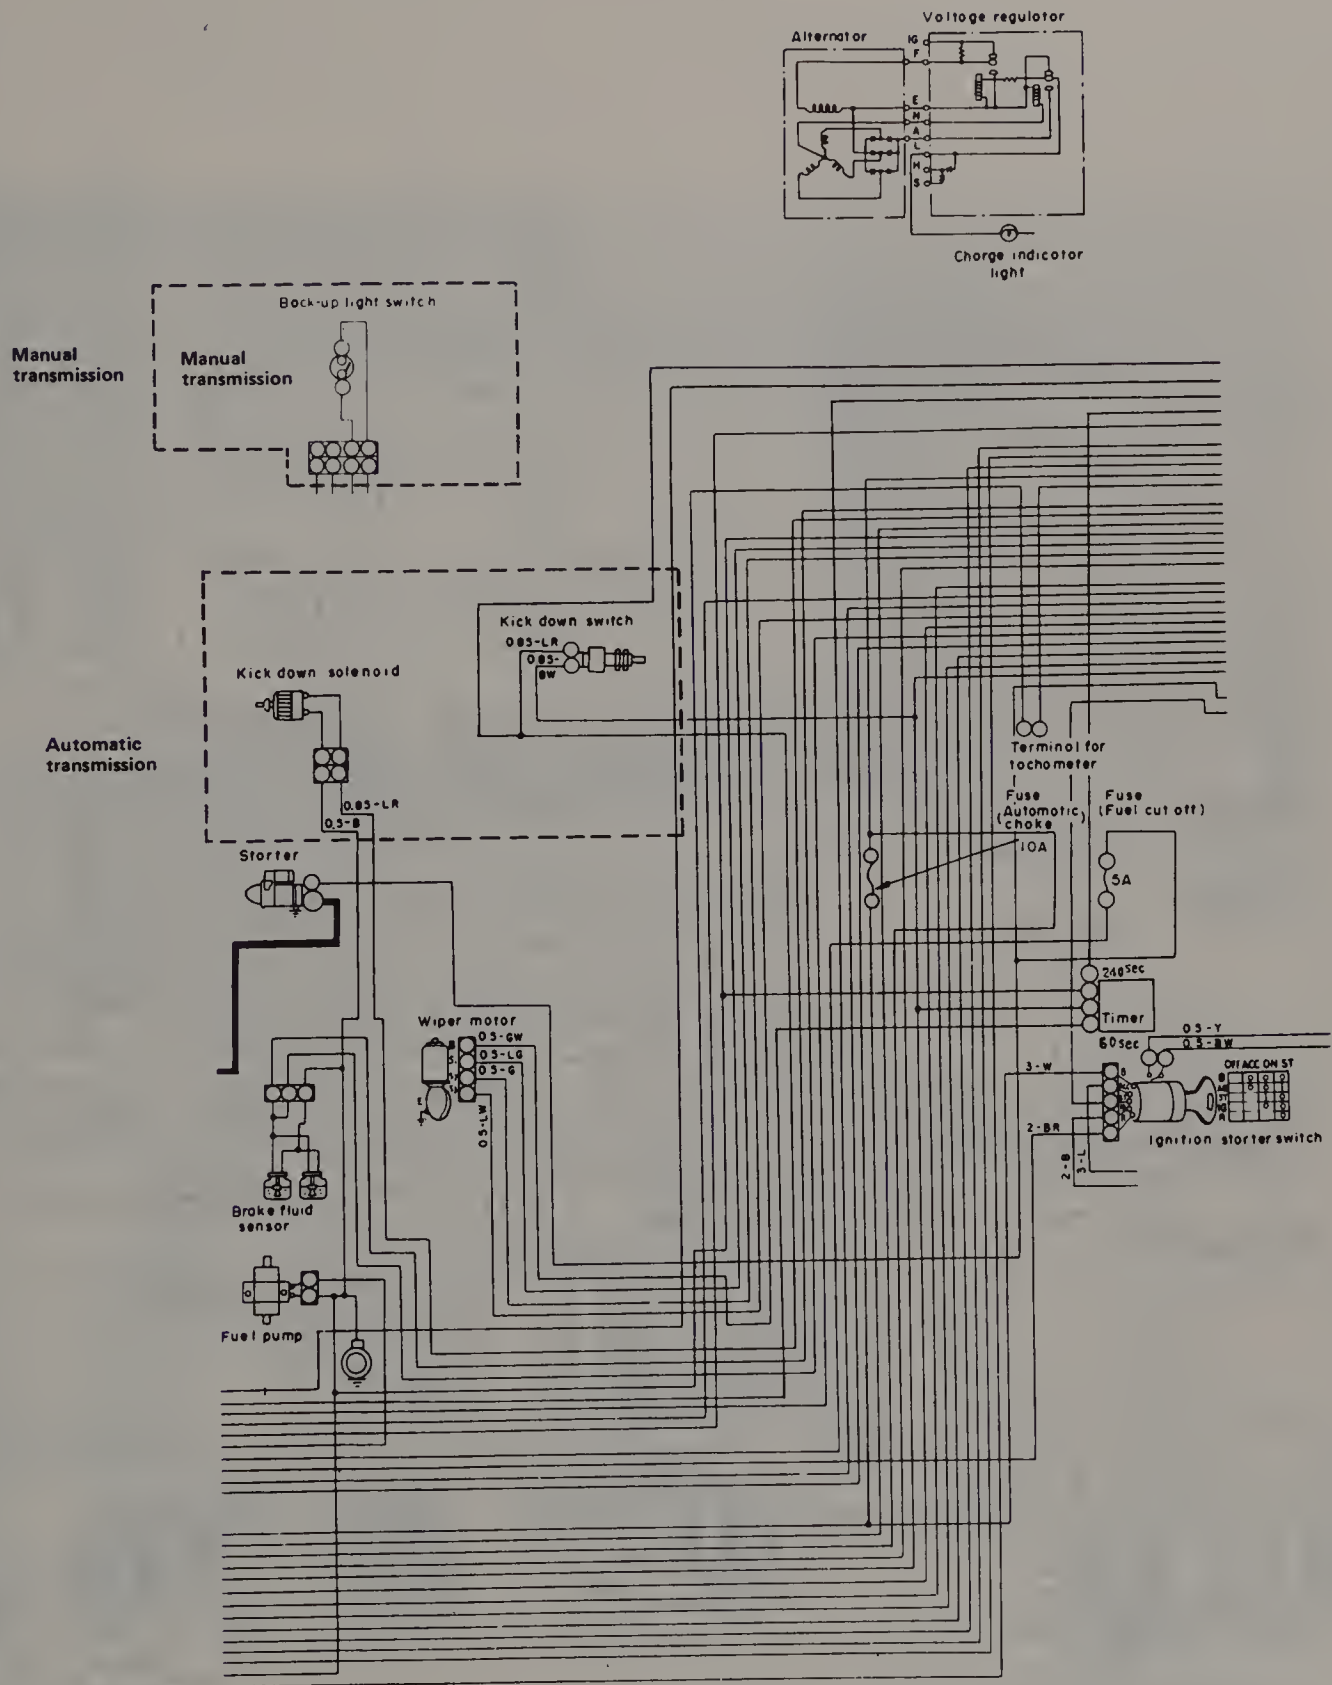 Voltage regulator
Alternator
IG
F
E
N
A
L
H
S
Charge indicator
light
Back-up light switch
Manual
transmission
Manual
transmission
Kick down switch
0.85-LR
0.85-
BW
Kick down solenoid
Automatic
transmission
0.85-LR
0.5-B
Terminal for
tachometer
Fuse
(Automatic)
choke
10A
Fuse
(Fuel cut off)
5A
Starter
240sec
Timer
60sec
Wiper motor
0.5-GW
0.5-LG
0.5-G
0.5-LW
E
0.5-Y
0.5-BW
3-W
2-BR
2-B
3-L
OFF ACC ON ST
Ignition starter switch
Brake fluid
sensor
Fuel pump